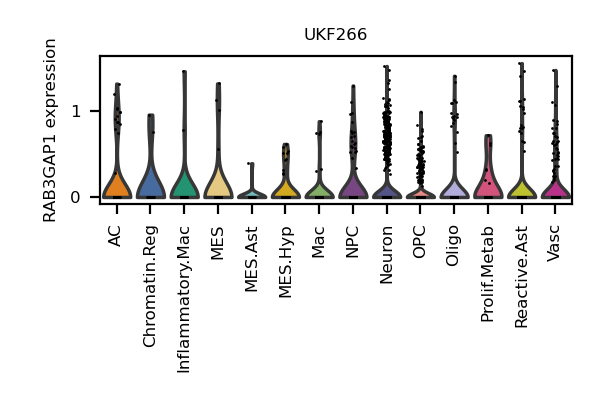 UKF266
RAB3GAP1 expression
1
0
AC
Chromatin.Reg
Inflammatory.Mac
MES
MES.Ast
MES.Hyp
Mac
NPC
Neuron
OPC
Oligo
Prolif.Metab
Reactive.Ast
Vasc